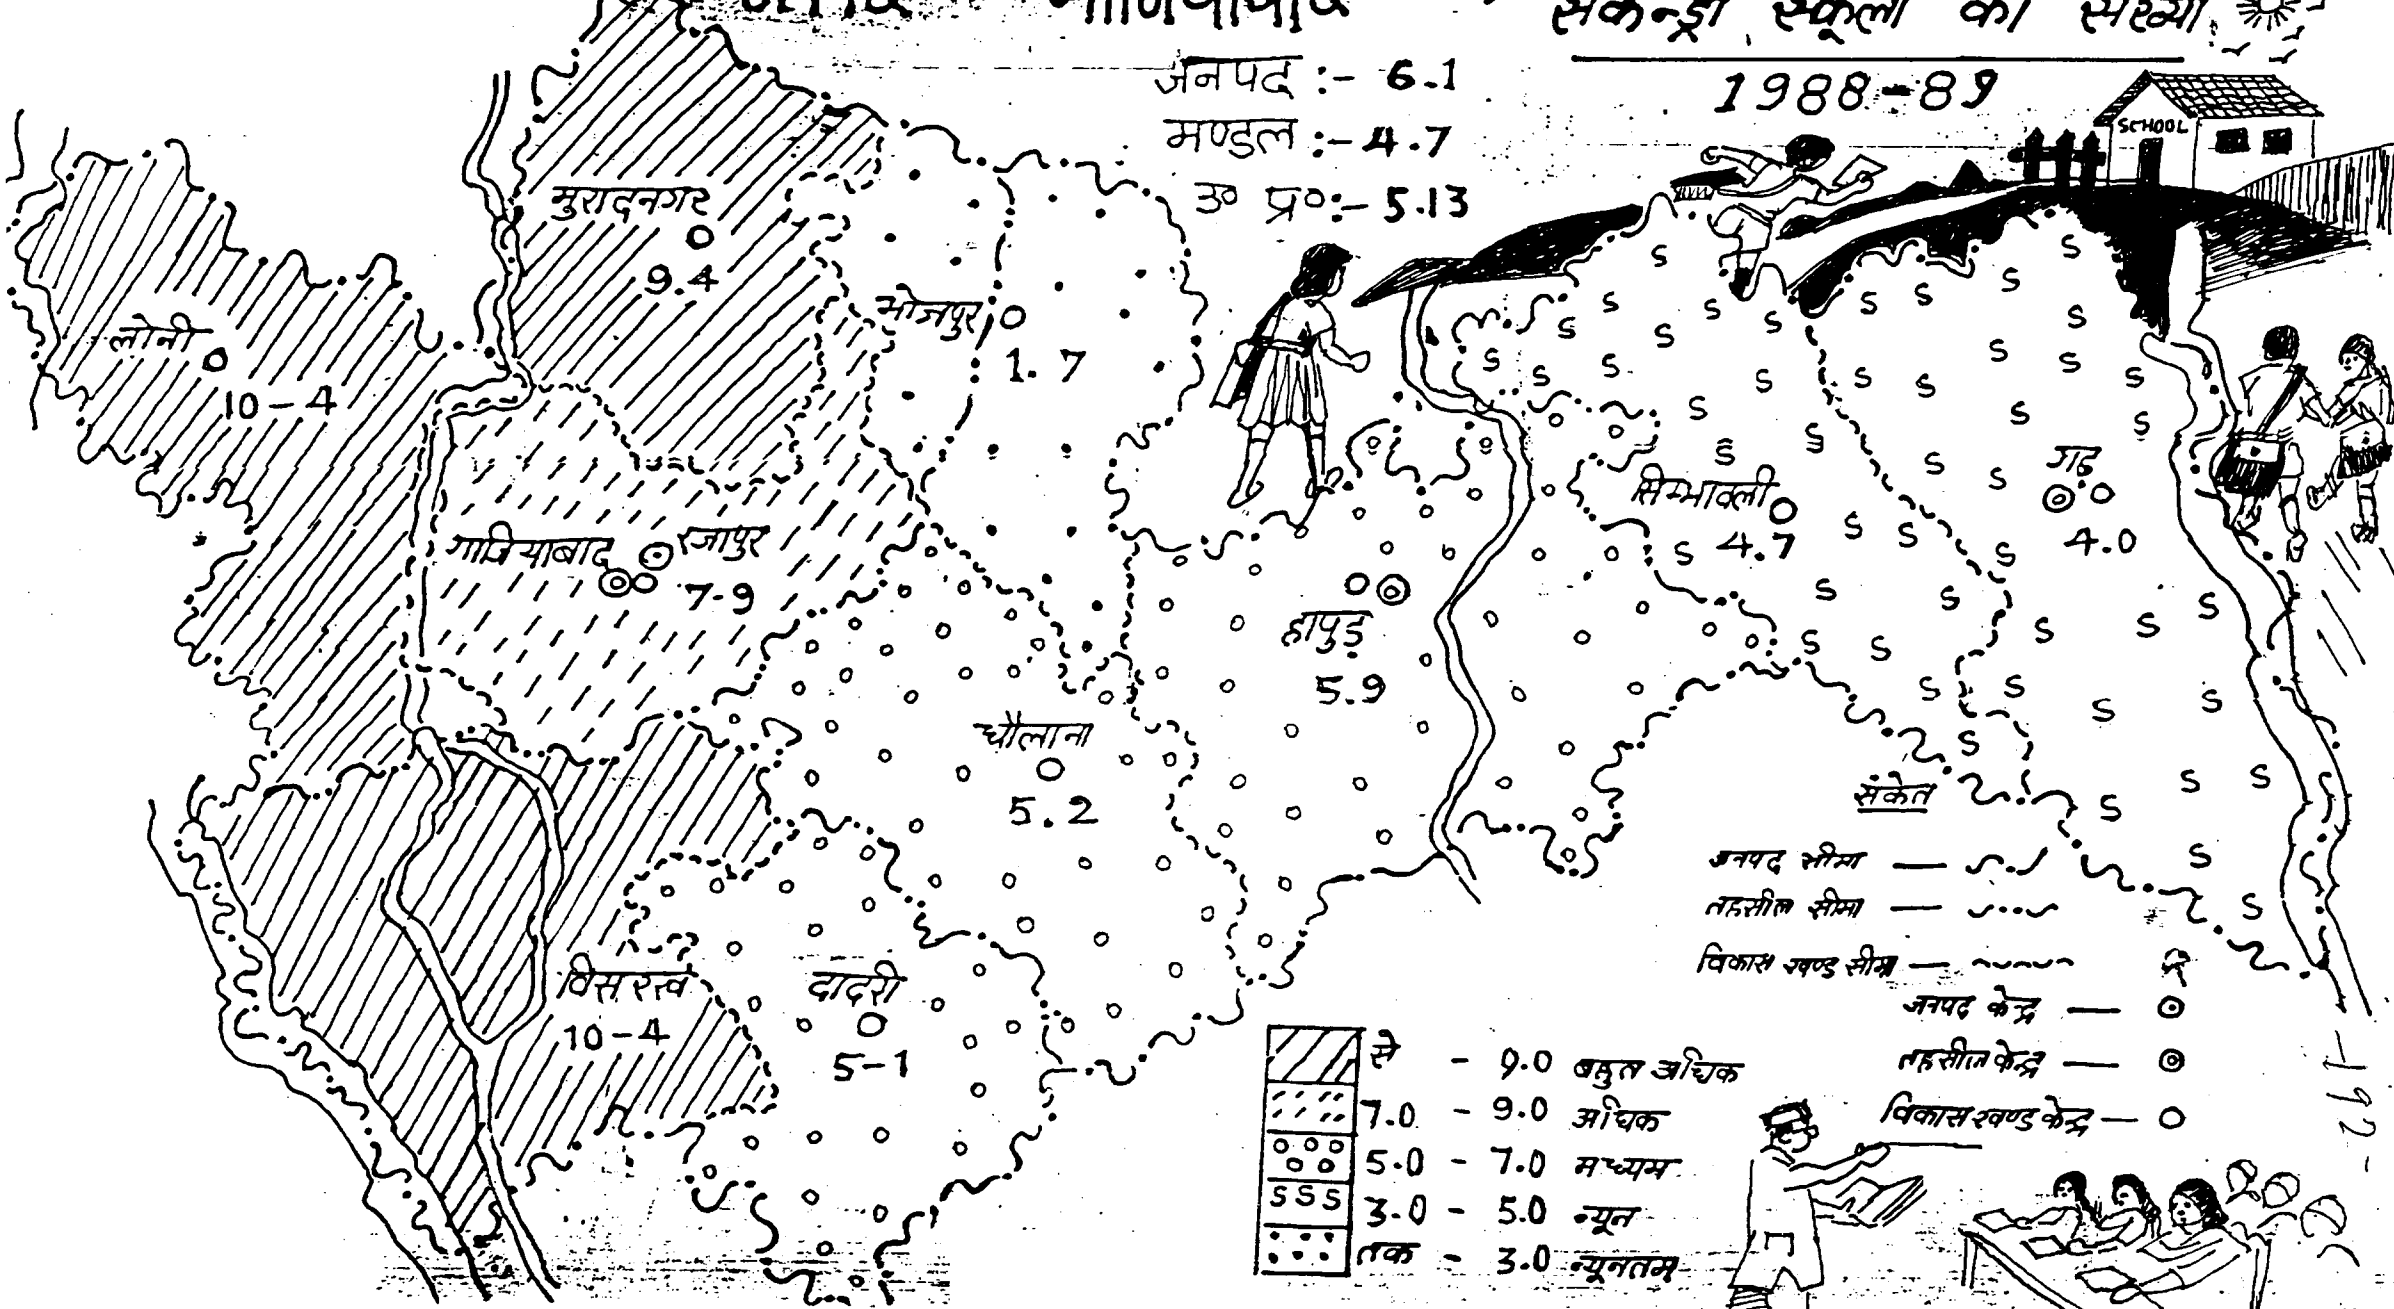 सेकेन्ड्री स्कूलों की संख्या
जनपद :- 6.1
1988-89
मण्डल :- 4.7
उ० प्र० :- 5.13
SCHOOL
मुरादनगर
9.4
भोजपुर
1.7
लोनी
10-4
गाजियाबाद
रजापुर
7-9
सिम्भावली
4.7
गढ़
4.0
हापुड़
5.9
धौलाना
5.2
विसरख
10-4
दादरी
5-1
संकेत
जनपद सीमा —
तहसील सीमा —
विकास खण्ड सीमा —
जनपद केन्द्र —
तहसील केन्द्र —
विकास खण्ड केन्द्र —
से - 9.0 बहुत अधिक
7.0 - 9.0 अधिक
5.0 - 7.0 मध्यम
3.0 - 5.0 न्यून
तक - 3.0 न्यूनतम
-192-